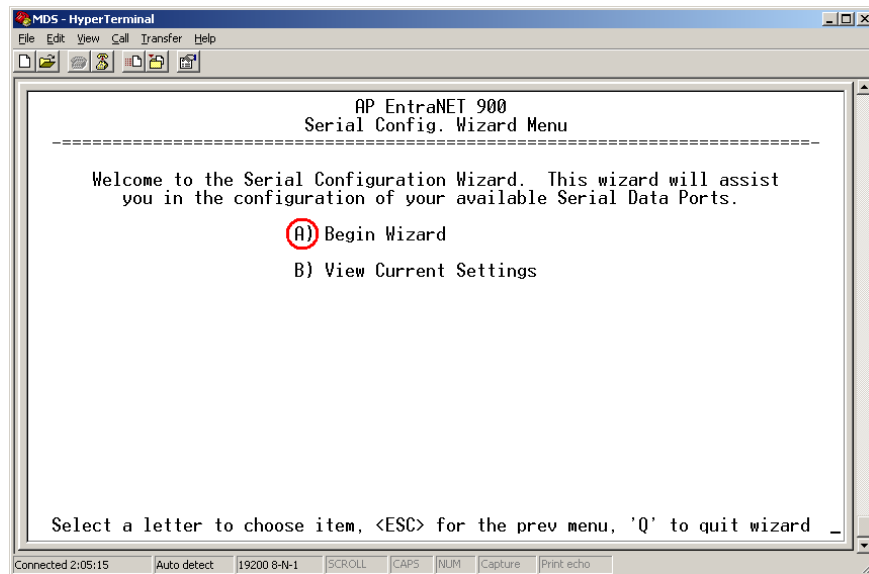 MDS - HyperTerminal
File Edit View Call Transfer Help
AP EntraNET 900
Serial Config. Wizard Menu
-==========================================================================-
Welcome to the Serial Configuration Wizard. This wizard will assist
you in the configuration of your available Serial Data Ports.
A) Begin Wizard
B) View Current Settings
Select a letter to choose item, <ESC> for the prev menu, 'Q' to quit wizard _
Connected 2:05:15 Auto detect 19200 8-N-1 SCROLL CAPS NUM Capture Print echo